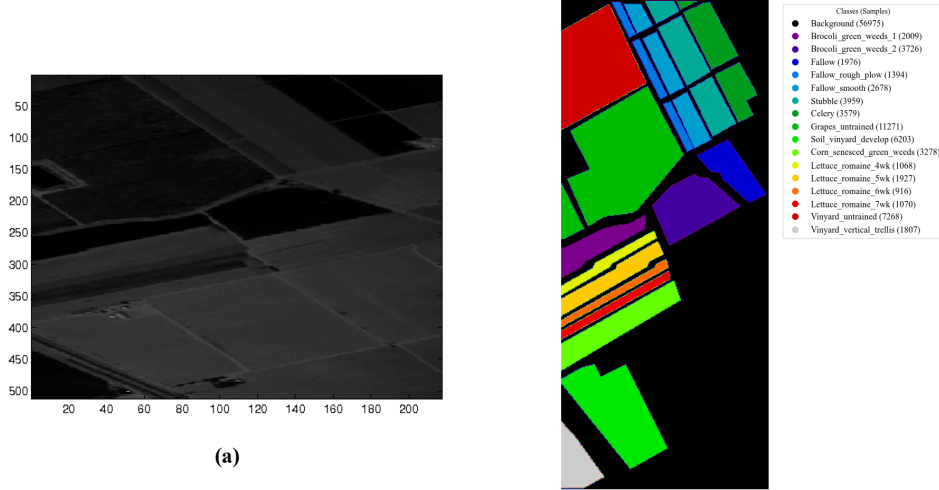 50
100
150
200
250
300
350
400
450
500
20 40 60 80 100 120 140 160 180 200
(a)
Classes (Samples)
Background (56975)
Brocoli_green_weeds_1 (2009)
Brocoli_green_weeds_2 (3726)
Fallow (1976)
Fallow_rough_plow (1394)
Fallow_smooth (2678)
Stubble (3959)
Celery (3579)
Grapes_untrained (11271)
Soil_vinyard_develop (6203)
Corn_senesced_green_weeds (3278)
Lettuce_romaine_4wk (1068)
Lettuce_romaine_5wk (1927)
Lettuce_romaine_6wk (916)
Lettuce_romaine_7wk (1070)
Vinyard_untrained (7268)
Vinyard_vertical_trellis (1807)